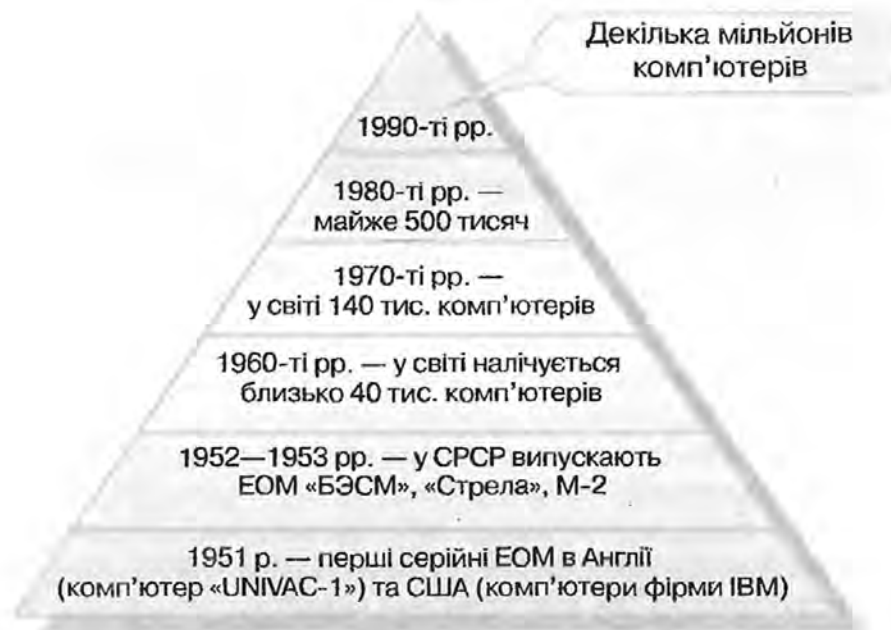 Декілька мільйонів
комп'ютерів
1990-ті рр.
1980-ті рр. —
майже 500 тисяч
1970-ті рр. —
у світі 140 тис. комп'ютерів
1960-ті рр. — у світі налічується
близько 40 тис. комп'ютерів
1952—1953 рр. — у СРСР випускають
ЕОМ «БЭСМ», «Стрела», М-2
1951 р. — перші серійні ЕОМ в Англії
(комп'ютер «UNIVAC-1») та США (комп'ютери фірми IBM)